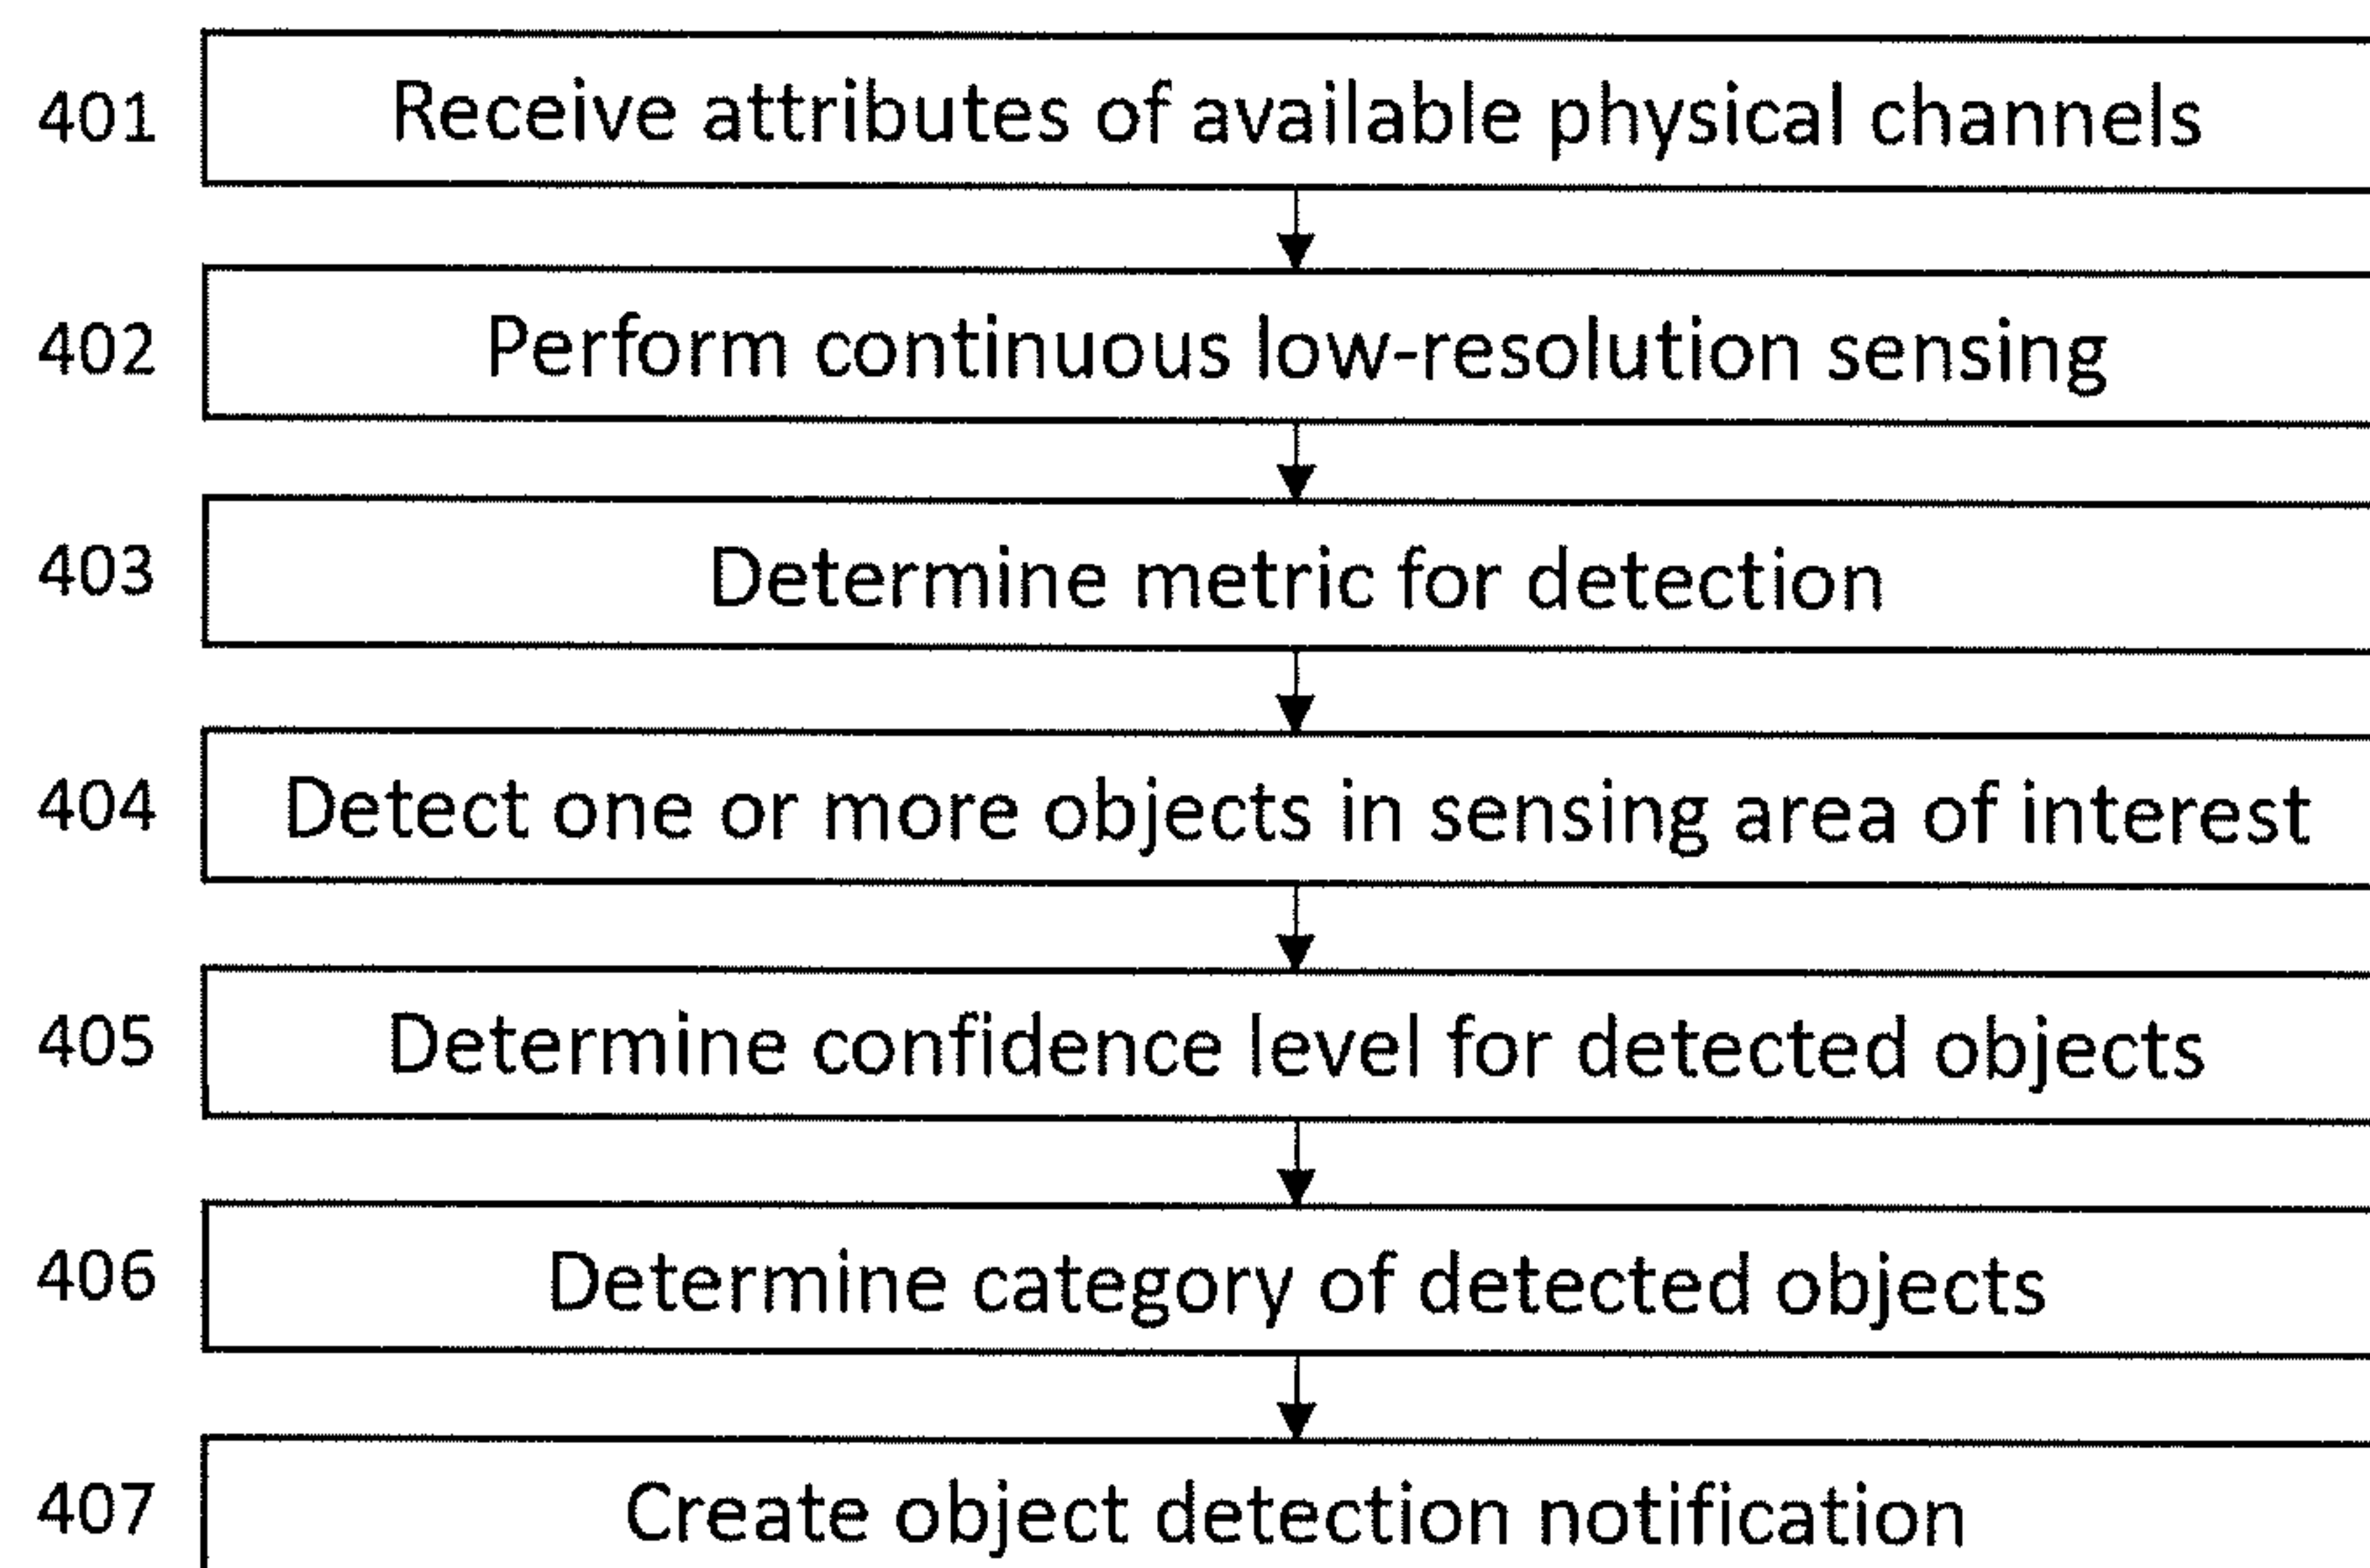 401 Receive attributes of available physical channels
402 Perform continuous low-resolution sensing
403 Determine metric for detection
404 Detect one or more objects in sensing area of interest
405 Determine confidence level for detected objects
406 Determine category of detected objects
407 Create object detection notification